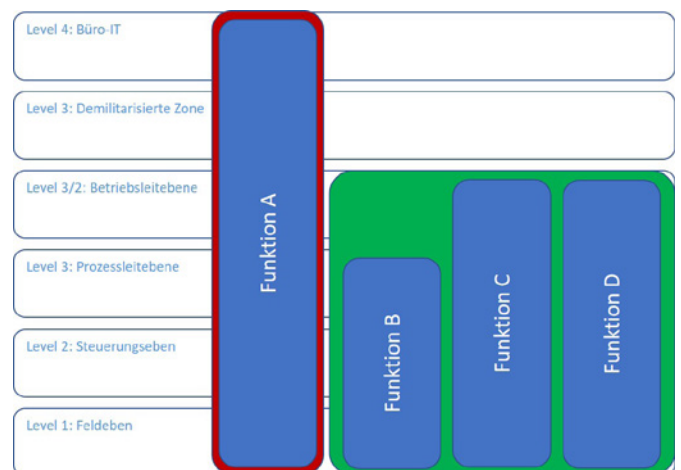 Level 4: Büro-IT
Level 3: Demilitarisierte Zone
Level 3/2: Betriebsleitebene
Level 3: Prozessleitebene
Level 2: Steuerungseben
Level 1: Feldeben
Funktion A
Funktion B
Funktion C
Funktion D